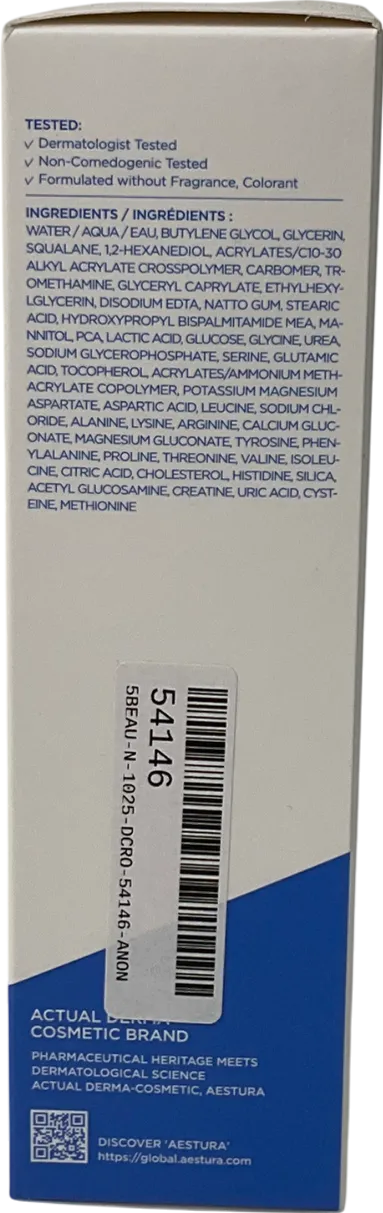 TESTED:
✓ Dermatologist Tested
✓ Non-Comedogenic Tested
✓ Formulated without Fragrance, Colorant
INGREDIENTS / INGRÉDIENTS :
WATER / AQUA / EAU, BUTYLENE GLYCOL, GLYCERIN,
SQUALANE, 1,2-HEXANEDIOL, ACRYLATES/C10-30
ALKYL ACRYLATE CROSSPOLYMER, CARBOMER, TR-
OMETHAMINE, GLYCERYL CAPRYLATE, ETHYLHEXY-
LGLYCERIN, DISODIUM EDTA, NATTO GUM, STEARIC
ACID, HYDROXYPROPYL BISPALMITAMIDE MEA, MA-
NNITOL, PCA, LACTIC ACID, GLUCOSE, GLYCINE, UREA,
SODIUM GLYCEROPHOSPHATE, SERINE, GLUTAMIC
ACID, TOCOPHEROL, ACRYLATES/AMMONIUM METH-
ACRYLATE COPOLYMER, POTASSIUM MAGNESIUM
ASPARTATE, ASPARTIC ACID, LEUCINE, SODIUM CHL-
ORIDE, ALANINE, LYSINE, ARGININE, CALCIUM GLUC-
ONATE, MAGNESIUM GLUCONATE, TYROSINE, PHEN-
YLALANINE, PROLINE, THREONINE, VALINE, ISOLEU-
CINE, CITRIC ACID, CHOLESTEROL, HISTIDINE, SILICA,
ACETYL GLUCOSAMINE, CREATINE, URIC ACID, CYST-
EINE, METHIONINE
54146
5BEAU-N-1025-DCRO-54146-ANON
ACTUAL DERMA
COSMETIC BRAND
PHARMACEUTICAL HERITAGE MEETS
DERMATOLOGICAL SCIENCE
ACTUAL DERMA-COSMETIC, AESTURA
DISCOVER 'AESTURA'
https://global.aestura.com